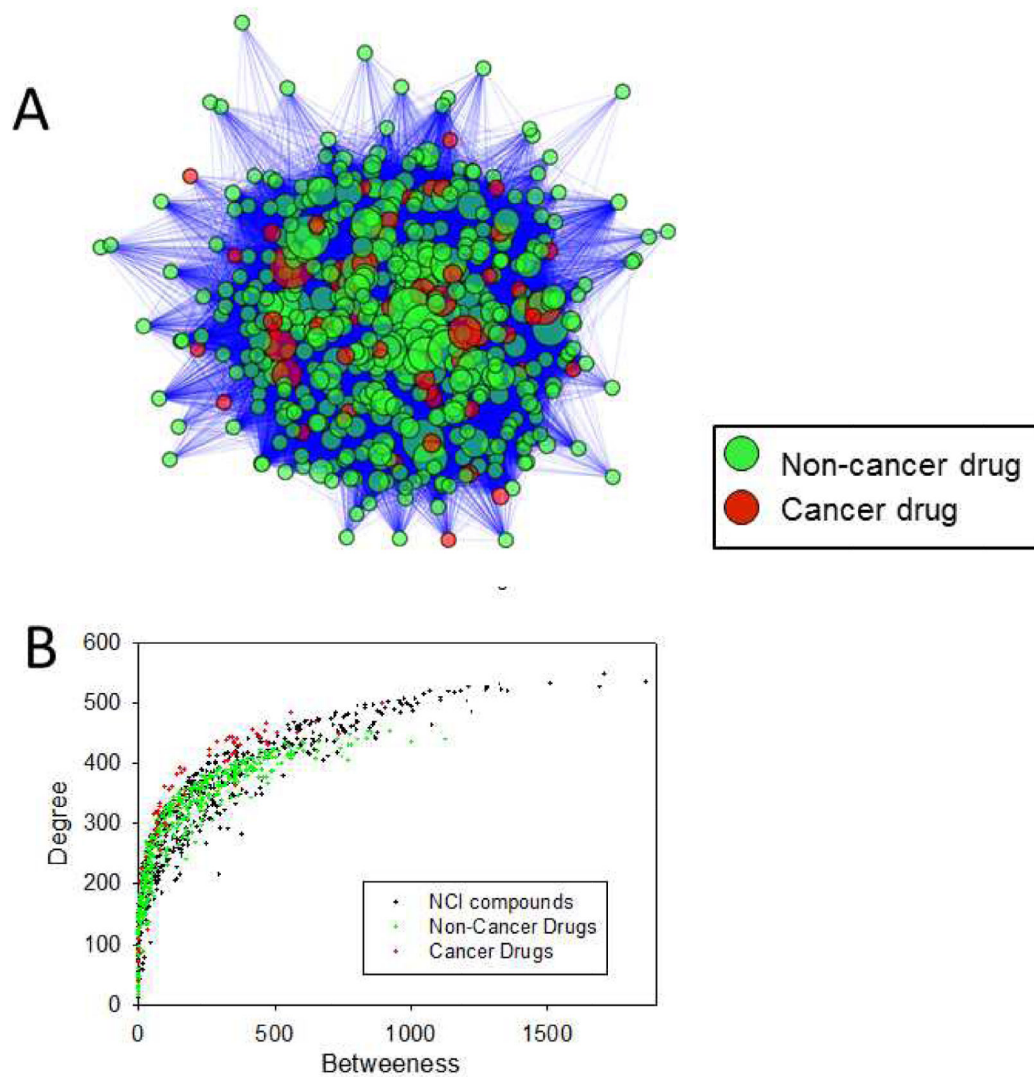 A
Non-cancer drug
Cancer drug
B
600
500
400
300
200
100
0
Degree
NCI compounds
Non-Cancer Drugs
Cancer Drugs
0
500
1000
1500
Betweeness